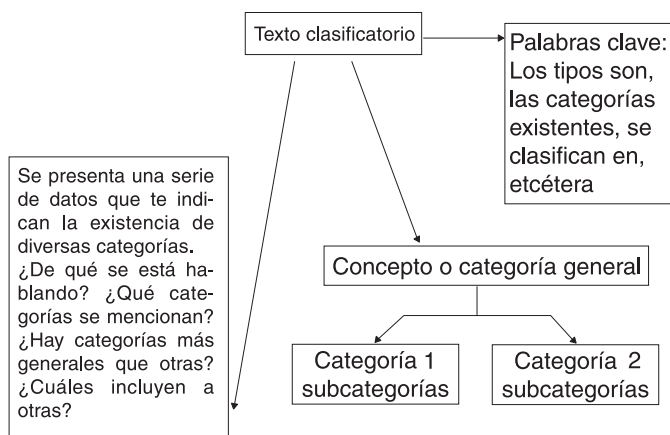 Texto clasificatorio
Palabras clave:
Los tipos son,
las categorías
existentes, se
clasifican en,
etcétera
Se presenta una serie
de datos que te indi-
can la existencia de
diversas categorías.
¿De qué se está ha-
blando? ¿Qué cate-
gorías se mencionan?
¿Hay categorías más
generales que otras?
¿Cuáles incluyen a
otras?
Concepto o categoría general
Categoría 1
subcategorías
Categoría 2
subcategorías